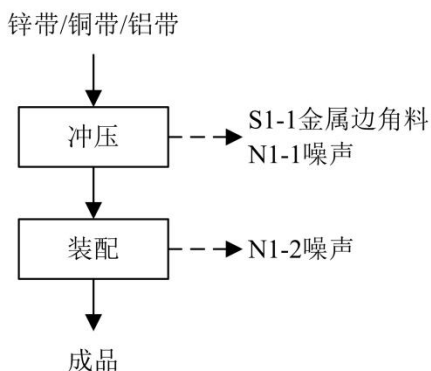 锌带/铜带/铝带
冲压
S1-1金属边角料
N1-1噪声
装配
N1-2噪声
成品